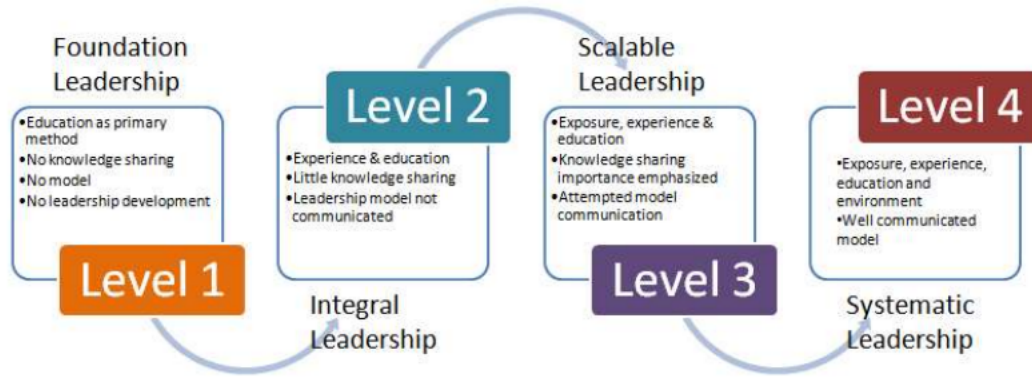 Foundation
Leadership
•Education as primary
method
•No knowledge sharing
•No model
•No leadership development
Level 1
Level 2
•Experience & education
•Little knowledge sharing
•Leadership model not
communicated
Integral
Leadership
Scalable
Leadership
•Exposure, experience &
education
•Knowledge sharing
importance emphasized
•Attempted model
communication
Level 3
Level 4
•Exposure, experience,
education and
environment
•Well communicated
model
Systematic
Leadership